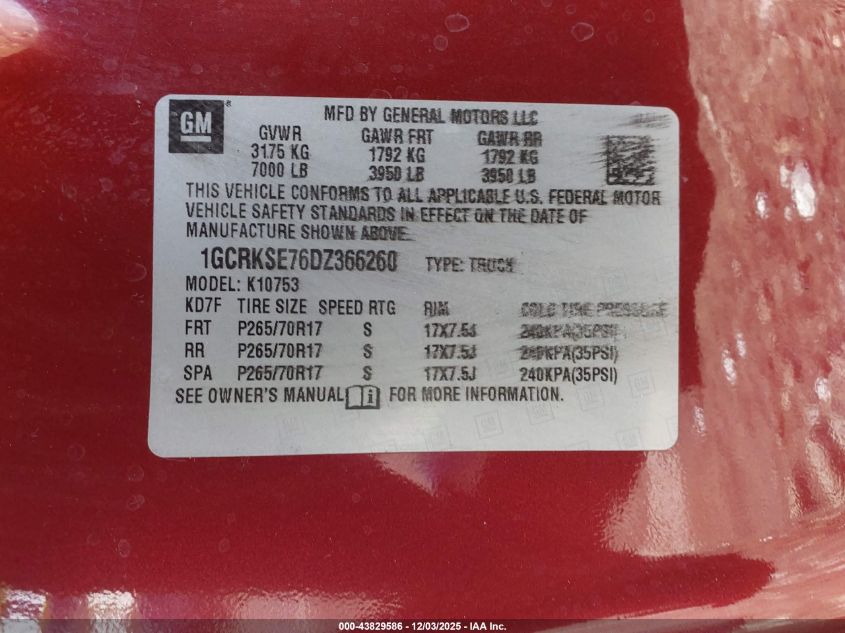 GM ®
MFD BY GENERAL MOTORS LLC
GVWR GAWR FRT GAWR RR
3175 KG 1792 KG 1792 KG
7000 LB 3950 LB 3950 LB
THIS VEHICLE CONFORMS TO ALL APPLICABLE U.S. FEDERAL MOTOR
VEHICLE SAFETY STANDARDS IN EFFECT ON THE DATE OF
MANUFACTURE SHOWN ABOVE.
1GCRKSE76DZ366260 TYPE: TRUCK
MODEL: K10753
KD7F TIRE SIZE SPEED RTG RIM COLD TIRE PRESSURE
FRT P265/70R17 S 17X7.5J 240KPA(35PSI)
RR P265/70R17 S 17X7.5J 240KPA(35PSI)
SPA P265/70R17 S 17X7.5J 240KPA(35PSI)
SEE OWNER'S MANUAL i FOR MORE INFORMATION.
000-43829586 - 12/03/2025 - IAA Inc.